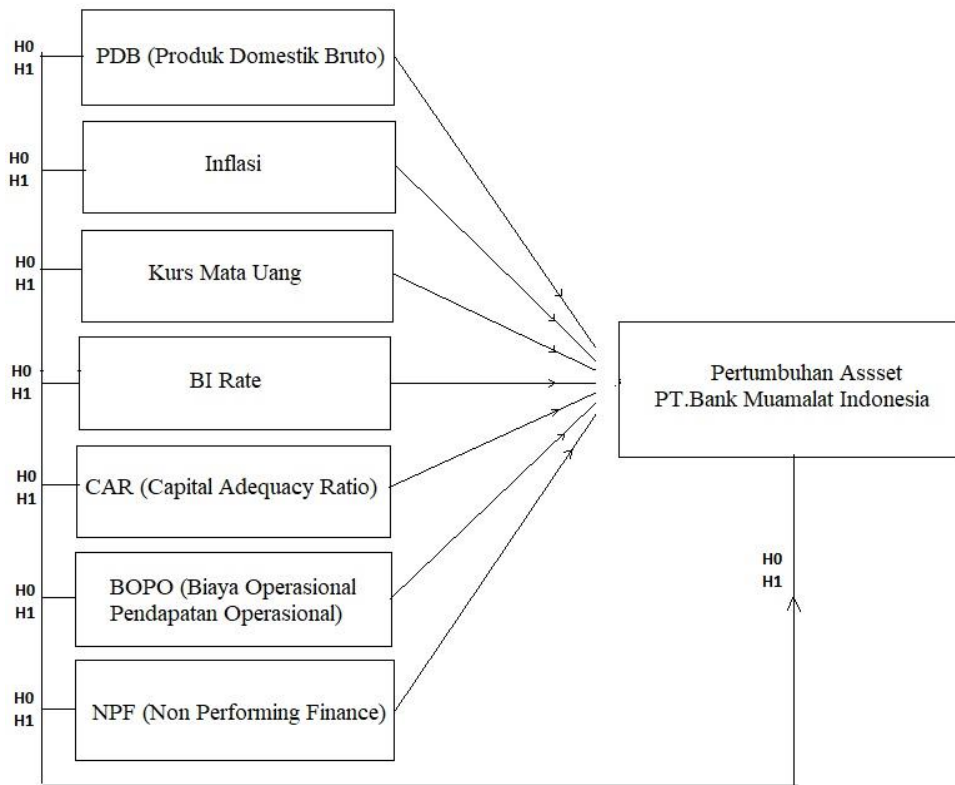 H0
H1
PDB (Produk Domestik Bruto)
H0
H1
Inflasi
H0
H1
Kurs Mata Uang
H0
H1
BI Rate
H0
H1
CAR (Capital Adequacy Ratio)
H0
H1
BOPO (Biaya Operasional
Pendapatan Operasional)
H0
H1
NPF (Non Performing Finance)
Pertumbuhan Assset
PT.Bank Muamalat Indonesia
H0
H1